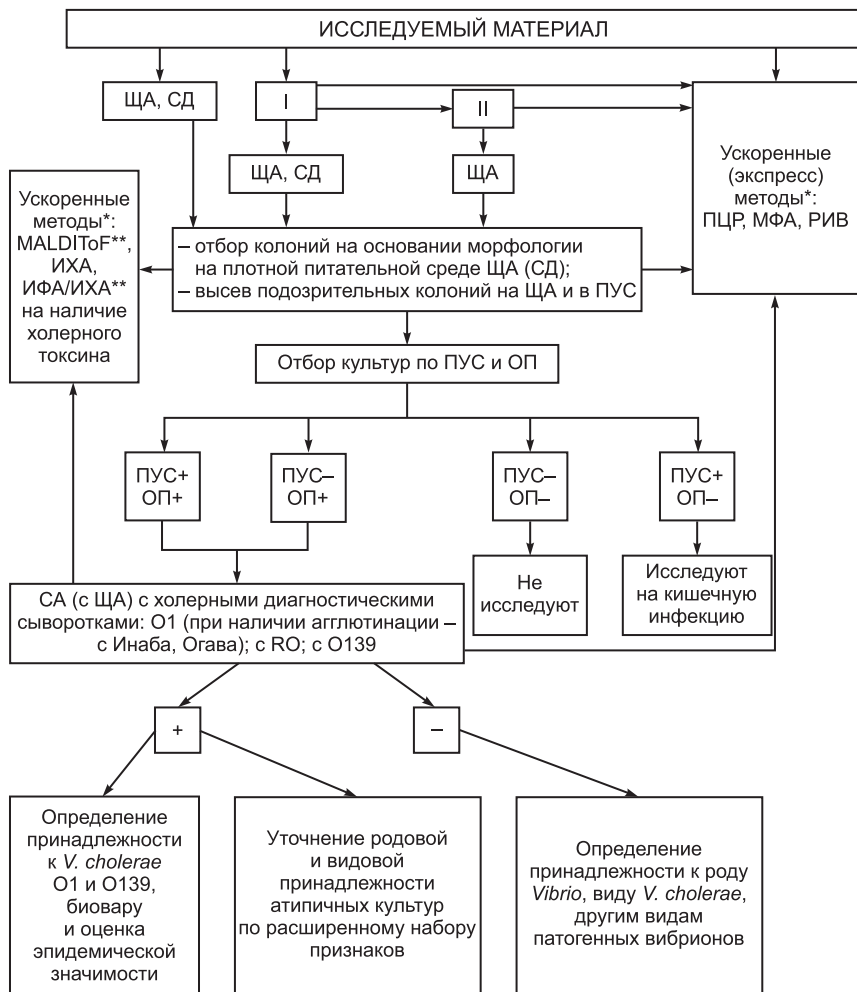 ИССЛЕДУЕМЫЙ МАТЕРИАЛ
ЩА, СД
I
II
ЩА, СД
ЩА
Ускоренные
(экспресс)
методы*:
ПЦР, МФА, РИВ
Ускоренные
методы*:
MALDIToF**,
ИХА,
ИФА/ИХА**
на наличие
холерного
токсина
– отбор колоний на основании морфологии
на плотной питательной среде ЩА (СД);
– высев подозрительных колоний на ЩА и в ПУС
Отбор культур по ПУС и ОП
ПУС+
ОП+
ПУС–
ОП+
ПУС–
ОП–
ПУС+
ОП–
Не
исследуют
Исследуют
на кишечную
инфекцию
СА (с ЩА) с холерными диагностическими
сыворотками: О1 (при наличии агглютинации –
с Инаба, Огава); с RO; с О139
+
–
Определение
принадлежности
к V. cholerae
О1 и О139,
биовару
и оценка
эпидемической
значимости
Уточнение родовой
и видовой
принадлежности
атипичных культур
по расширенному набору
признаков
Определение
принадлежности к роду
Vibrio, виду V. cholerae,
другим видам
патогенных вибрионов